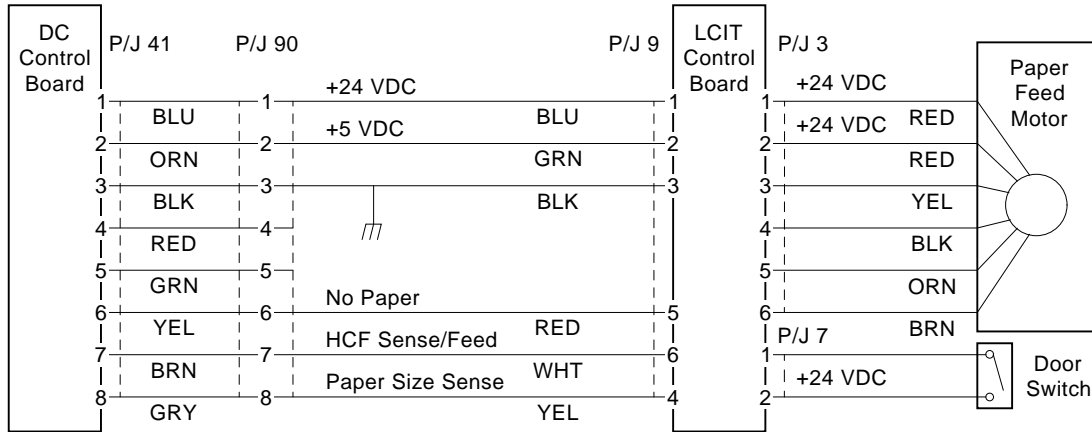 DC
Control
Board
P/J 41
P/J 90
P/J 9
LCIT
Control
Board
P/J 3
Paper
Feed
Motor
1 1 +24 VDC 1 1 +24 VDC
BLU BLU RED
2 2 +5 VDC 2 2 +24 VDC
ORN GRN RED
3 3 3 3
BLK BLK YEL
4 4 4
RED BLK
5 5 5
GRN ORN
6 6 No Paper 5 6
YEL RED BRN
P/J 7
7 7 HCF Sense/Feed 6 1
BRN WHT
8 8 Paper Size Sense 4 2 +24 VDC
GRY YEL
Door
Switch